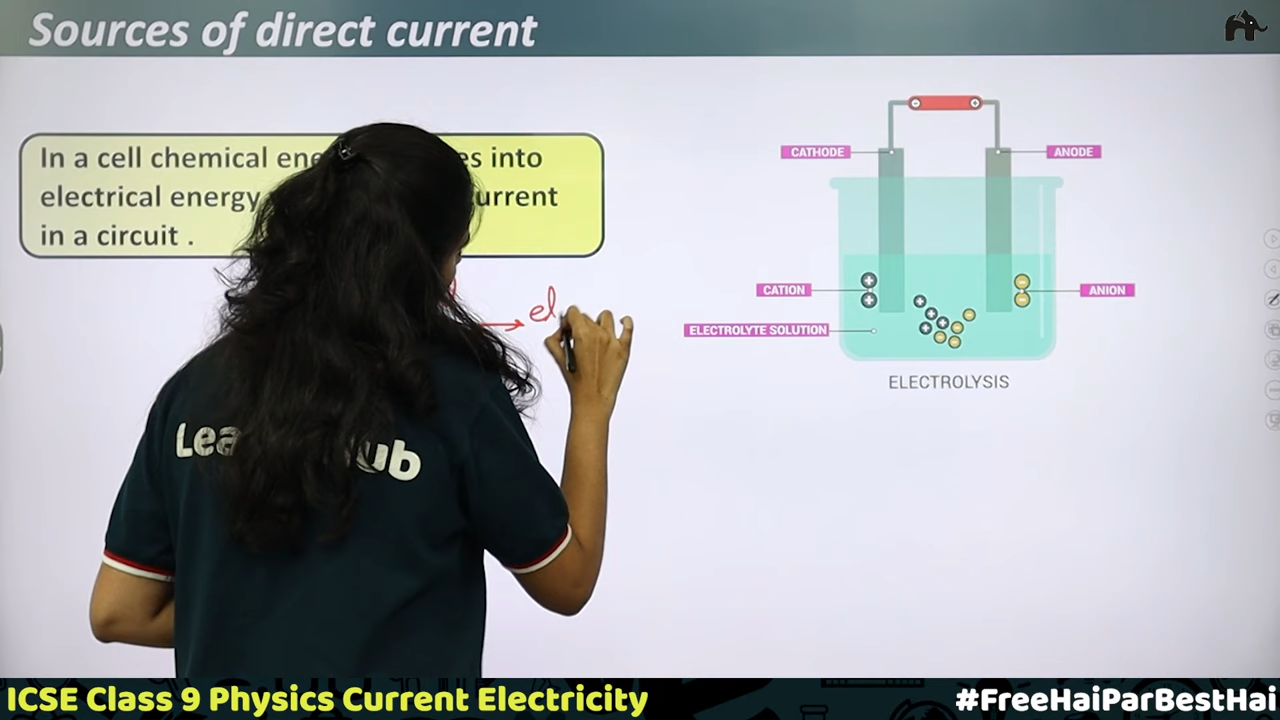 Sources of direct current
In a cell chemical es into
electrical energy urrent
in a circuit .
el
CATHODE
ANODE
CATION
ANION
ELECTROLYTE SOLUTION
ELECTROLYSIS
Lea ub
ICSE Class 9 Physics Current Electricity
#FreeHaiParBestHai